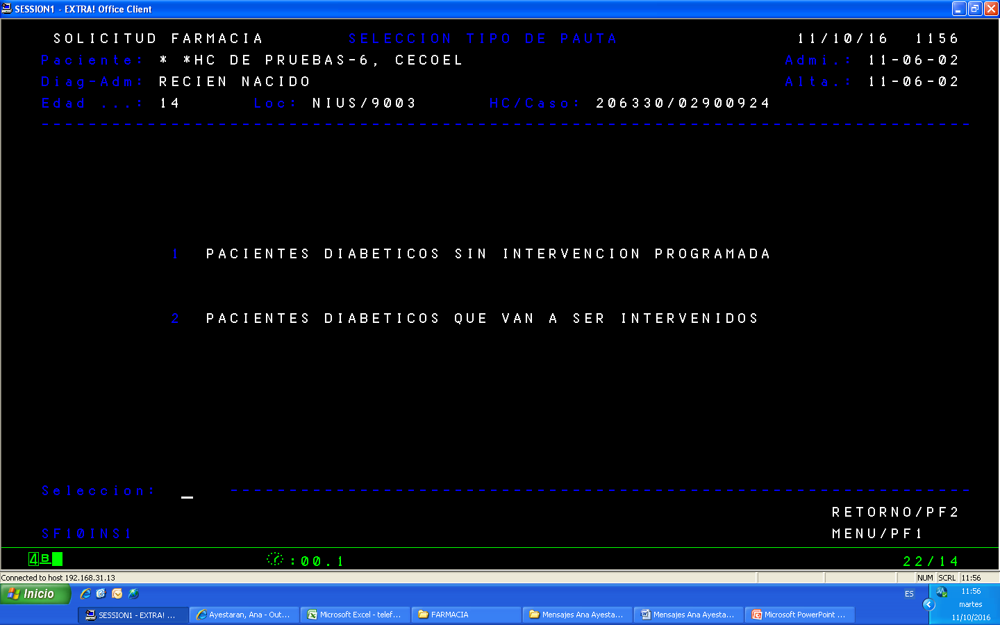 SESSION1 - EXTRA! Office Client
SOLICITUD FARMACIA SELECCION TIPO DE PAUTA 11/10/16 1156
Paciente: * *HC DE PRUEBAS-6, CECOEL Admi.: 11-06-02
Diag-Adm: RECIEN NACIDO Alta.: 11-06-02
Edad ...: 14 Loc: NIUS/9003 HC/Caso: 206330/02900924
1 PACIENTES DIABETICOS SIN INTERVENCION PROGRAMADA
2 PACIENTES DIABETICOS QUE VAN A SER INTERVENIDOS
Seleccion: _
RETORNO/PF2
SF10INS1 MENU/PF1
4B :00.1 22/14
Connected to host 192.168.31.13 NUM SCRL 11:56
Inicio ES 11:56
martes
SESSION1 - EXTRA! ... Ayestaran, Ana - Out... Microsoft Excel - telef... FARMACIA Mensajes Ana Ayesta... Mensajes Ana Ayesta... Microsoft PowerPoint ... 11/10/2016